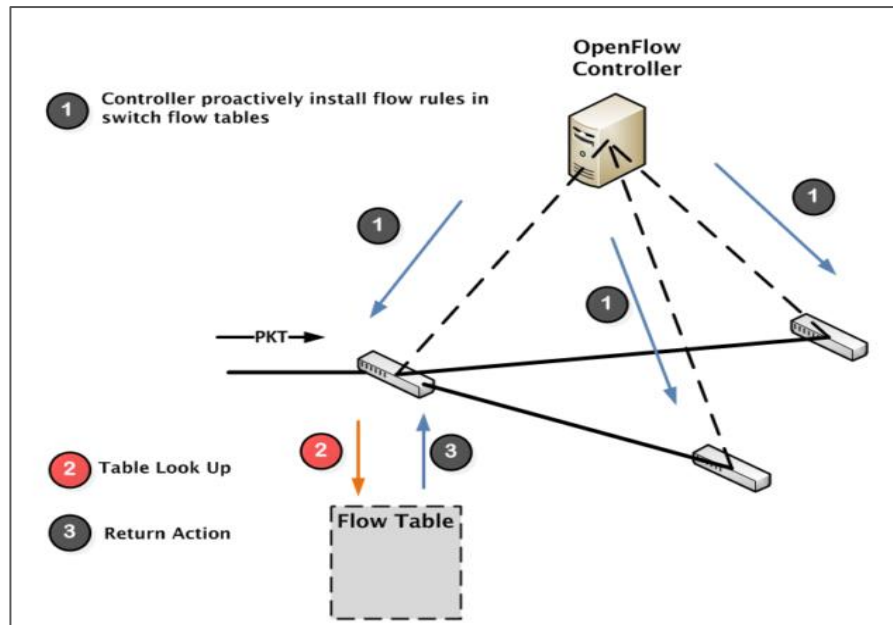 OpenFlow
Controller
1 Controller proactively install flow rules in
switch flow tables
1
1
1
PKT
2
3
2 Table Look Up
Flow Table
3 Return Action